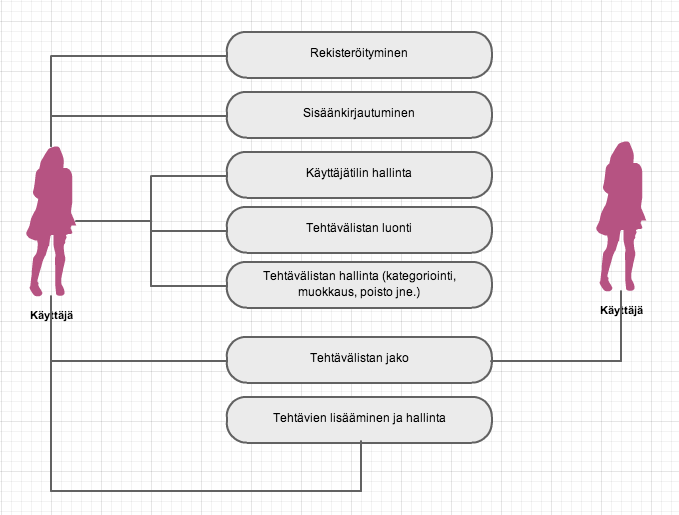 Rekisteröityminen
Sisäänkirjautuminen
Käyttäjätilin hallinta
Tehtävälistan luonti
Tehtävälistan hallinta (kategoriointi,
muokkaus, poisto jne.)
Käyttäjä
Käyttäjä
Tehtävälistan jako
Tehtävien lisääminen ja hallinta